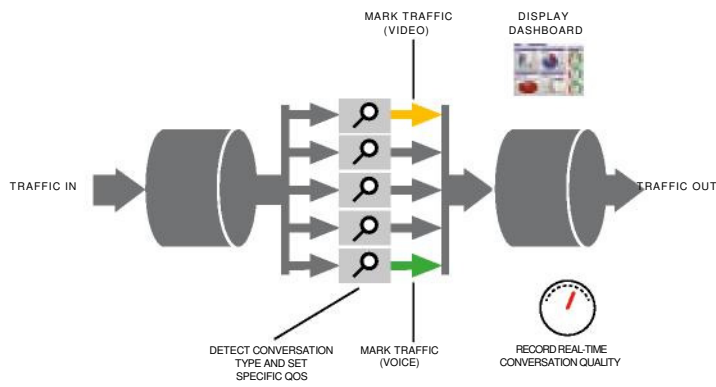 MARK TRAFFIC
(VIDEO)
DISPLAY
DASHBOARD
TRAFFIC IN
TRAFFIC OUT
DETECT CONVERSATION
TYPE AND SET
SPECIFIC QOS
MARK TRAFFIC
(VOICE)
RECORD REAL-TIME
CONVERSATION QUALITY